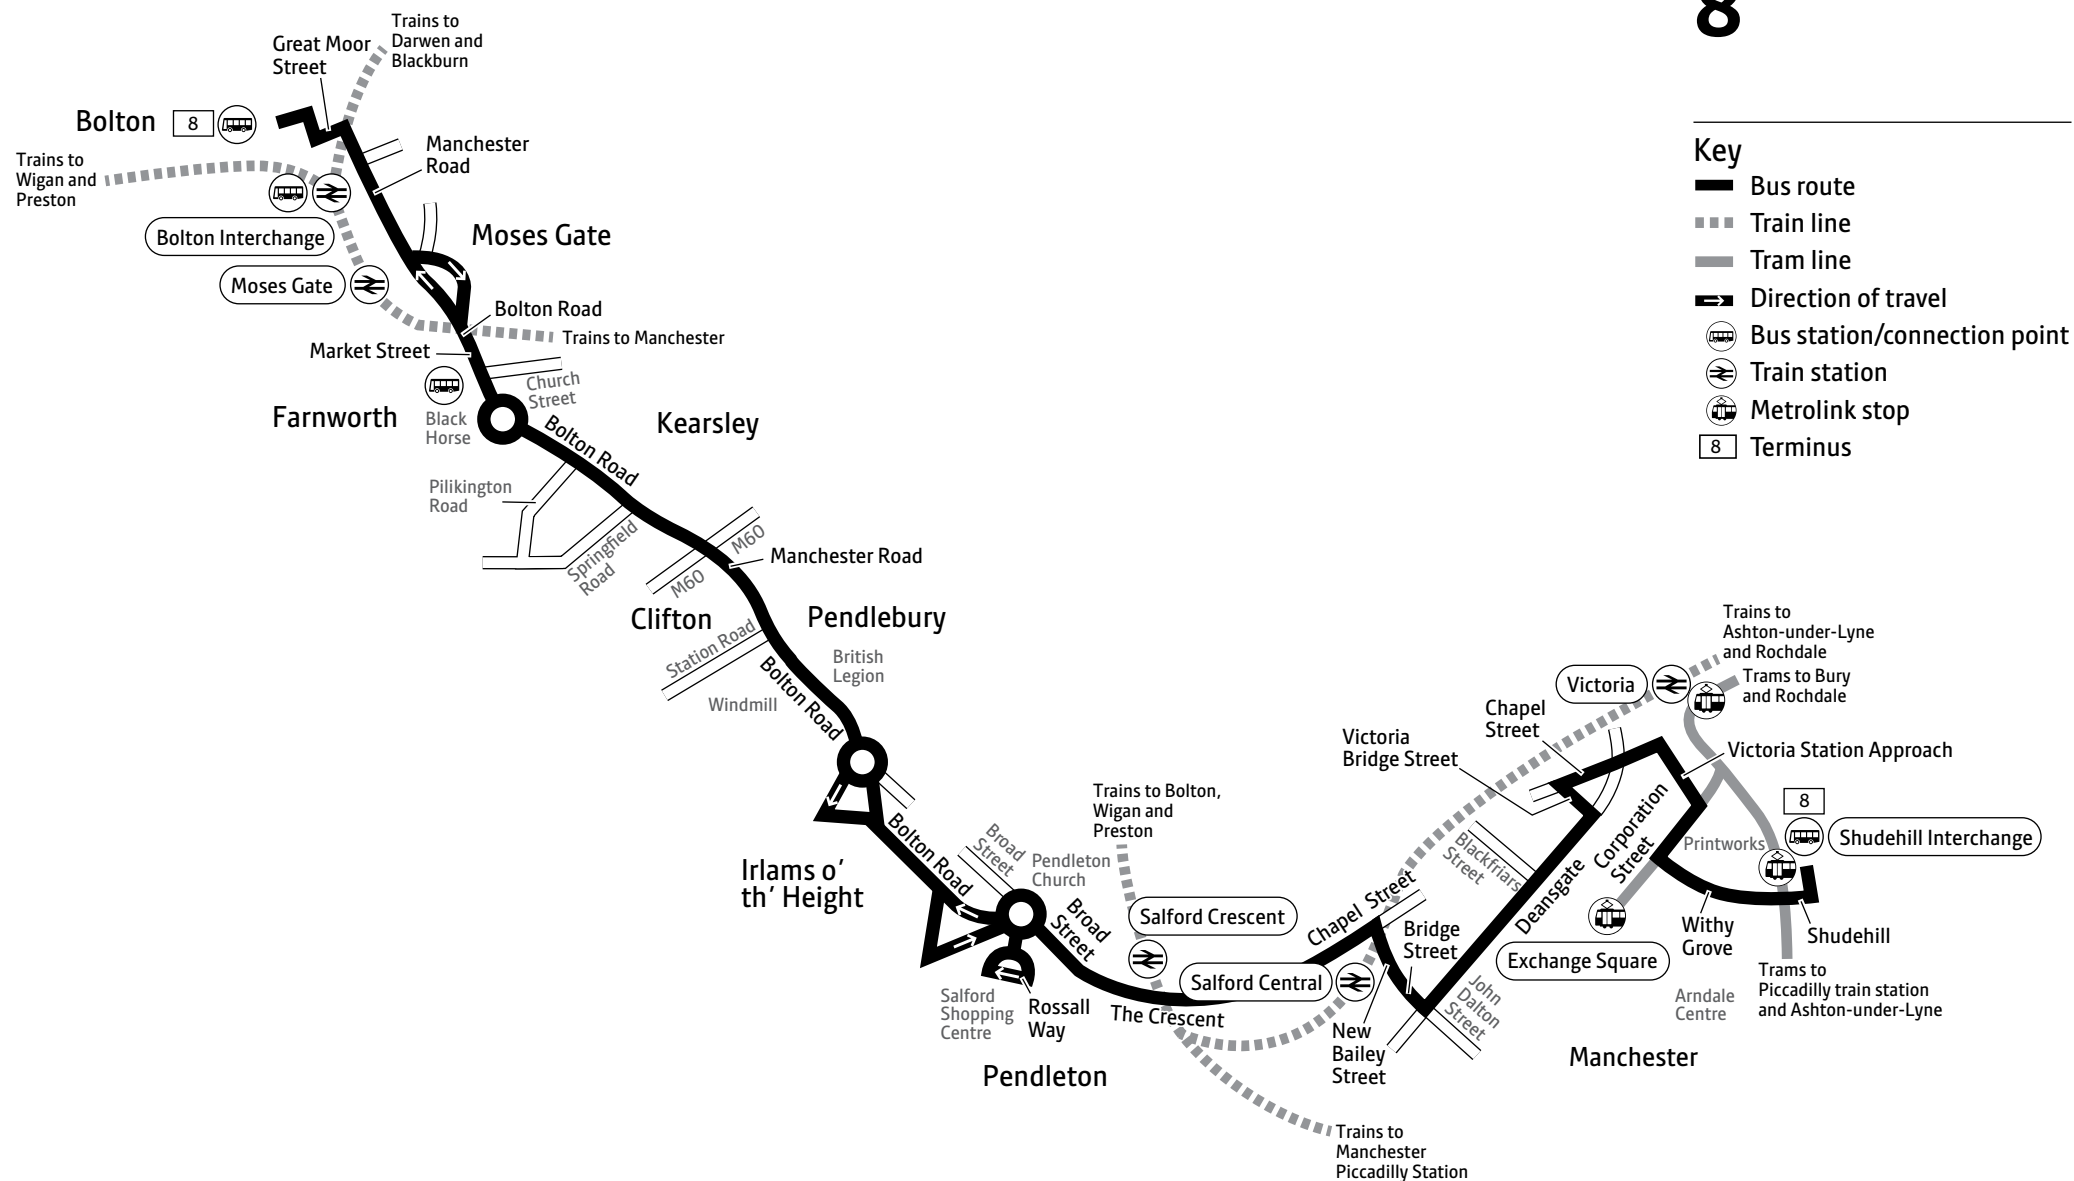 8
Trains to
Darwen and
Blackburn
Great Moor
Street
Bolton
8
Manchester
Road
Trains to
Wigan and
Preston
Bolton Interchange
Moses Gate
Moses Gate
Bolton Road
Trains to Manchester
Market Street
Church
Street
Farnworth
Black
Horse
Kearsley
Bolton Road
Pilikington
Road
Springfield
Road
M60
M60
Manchester Road
Clifton
Pendlebury
Station Road
British
Legion
Windmill
Bolton Road
Irlams o’
th’ Height
Bolton Road
Broad
Street
Pendleton
Church
Broad
Street
Salford
Shopping
Centre
Rossall
Way
Pendleton
The Crescent
Trains to Bolton,
Wigan and
Preston
Salford Crescent
Salford Central
Chapel Street
Bridge
Street
New
Bailey
Street
John
Dalton
Street
Trains to
Manchester
Piccadilly Station
Blackfriars
Street
Deansgate
Victoria
Bridge Street
Chapel
Street
Victoria
Trains to
Ashton-under-Lyne
and Rochdale
Trams to Bury
and Rochdale
Victoria Station Approach
Corporation
Street
Printworks
8
Shudehill Interchange
Withy
Grove
Shudehill
Exchange Square
Arndale
Centre
Trams to
Piccadilly train station
and Ashton-under-Lyne
Manchester
Key
Bus route
Train line
Tram line
Direction of travel
Bus station/connection point
Train station
Metrolink stop
8 Terminus